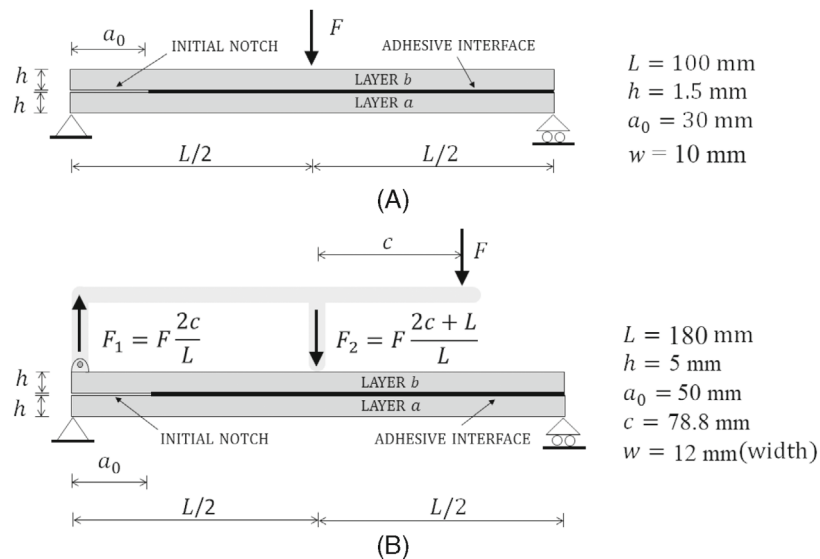 F
a₀
INITIAL NOTCH
ADHESIVE INTERFACE
h
LAYER b
h
LAYER a
L/2
L/2
L = 100 mm
h = 1.5 mm
a₀ = 30 mm
w = 10 mm
(A)
c
F
F₁ = F 2c/L
F₂ = F (2c + L)/L
h
LAYER b
h
LAYER a
INITIAL NOTCH
ADHESIVE INTERFACE
a₀
L/2
L/2
L = 180 mm
h = 5 mm
a₀ = 50 mm
c = 78.8 mm
w = 12 mm (width)
(B)